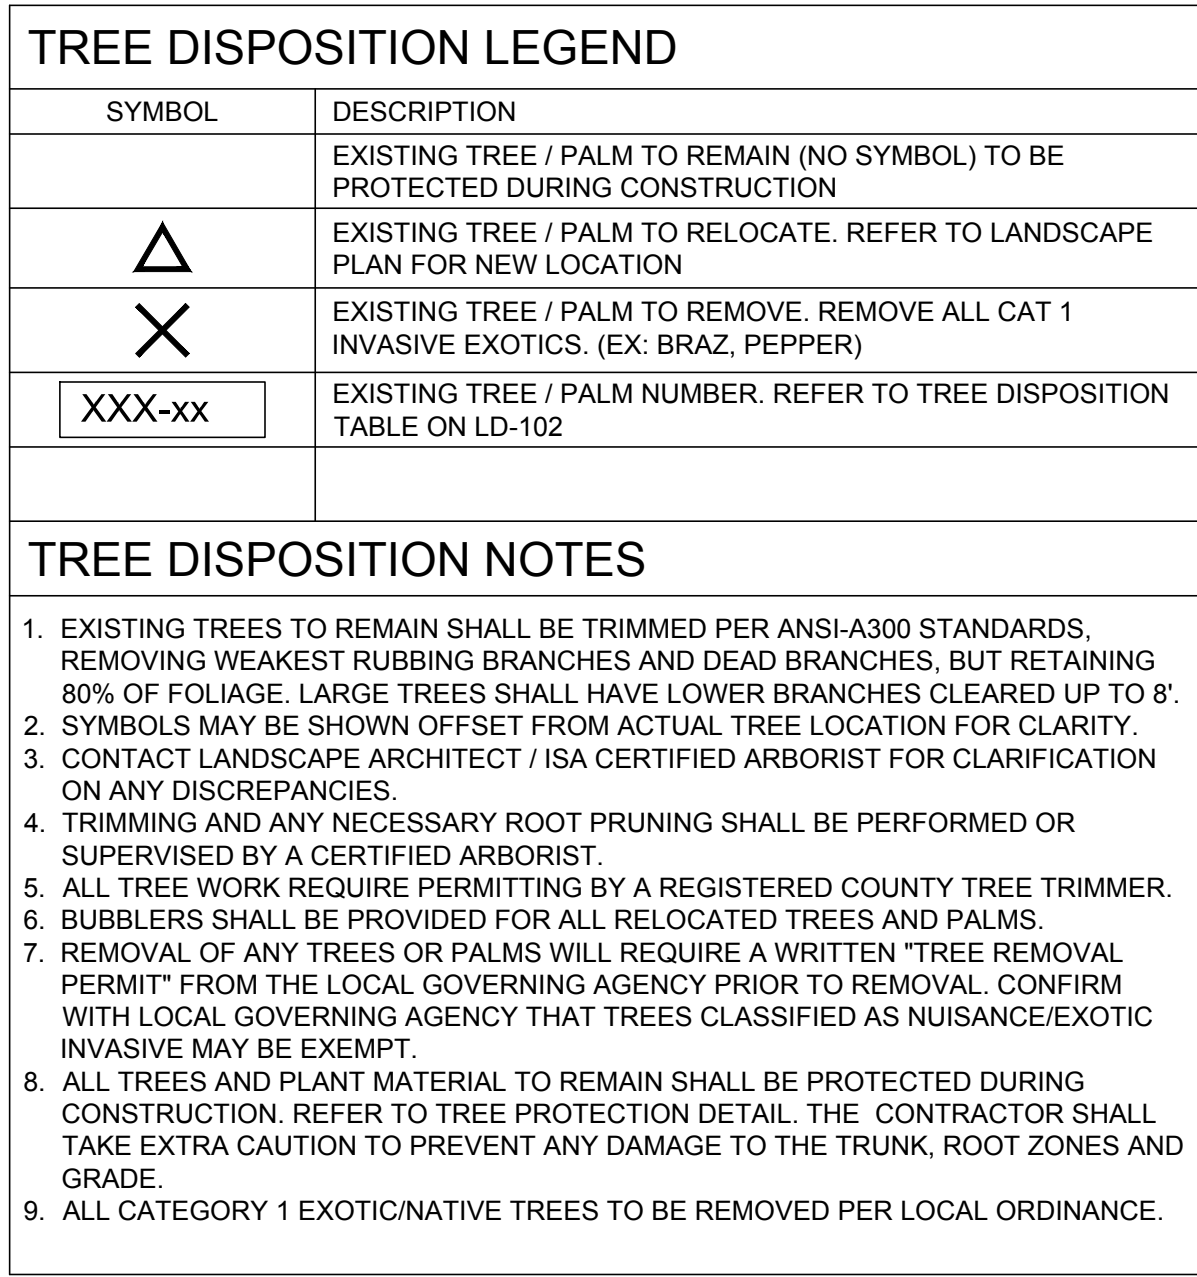 TREE DISPOSITION LEGEND
SYMBOL DESCRIPTION
EXISTING TREE / PALM TO REMAIN (NO SYMBOL) TO BE
PROTECTED DURING CONSTRUCTION
EXISTING TREE / PALM TO RELOCATE. REFER TO LANDSCAPE
PLAN FOR NEW LOCATION
EXISTING TREE / PALM TO REMOVE. REMOVE ALL CAT 1
INVASIVE EXOTICS. (EX: BRAZ, PEPPER)
XXX-xx
EXISTING TREE / PALM NUMBER. REFER TO TREE DISPOSITION
TABLE ON LD-102
TREE DISPOSITION NOTES
1. EXISTING TREES TO REMAIN SHALL BE TRIMMED PER ANSI-A300 STANDARDS,
REMOVING WEAKEST RUBBING BRANCHES AND DEAD BRANCHES, BUT RETAINING
80% OF FOLIAGE. LARGE TREES SHALL HAVE LOWER BRANCHES CLEARED UP TO 8'.
2. SYMBOLS MAY BE SHOWN OFFSET FROM ACTUAL TREE LOCATION FOR CLARITY.
3. CONTACT LANDSCAPE ARCHITECT / ISA CERTIFIED ARBORIST FOR CLARIFICATION
ON ANY DISCREPANCIES.
4. TRIMMING AND ANY NECESSARY ROOT PRUNING SHALL BE PERFORMED OR
SUPERVISED BY A CERTIFIED ARBORIST.
5. ALL TREE WORK REQUIRE PERMITTING BY A REGISTERED COUNTY TREE TRIMMER.
6. BUBBLERS SHALL BE PROVIDED FOR ALL RELOCATED TREES AND PALMS.
7. REMOVAL OF ANY TREES OR PALMS WILL REQUIRE A WRITTEN "TREE REMOVAL
PERMIT" FROM THE LOCAL GOVERNING AGENCY PRIOR TO REMOVAL. CONFIRM
WITH LOCAL GOVERNING AGENCY THAT TREES CLASSIFIED AS NUISANCE/EXOTIC
INVASIVE MAY BE EXEMPT.
8. ALL TREES AND PLANT MATERIAL TO REMAIN SHALL BE PROTECTED DURING
CONSTRUCTION. REFER TO TREE PROTECTION DETAIL. THE CONTRACTOR SHALL
TAKE EXTRA CAUTION TO PREVENT ANY DAMAGE TO THE TRUNK, ROOT ZONES AND
GRADE.
9. ALL CATEGORY 1 EXOTIC/NATIVE TREES TO BE REMOVED PER LOCAL ORDINANCE.